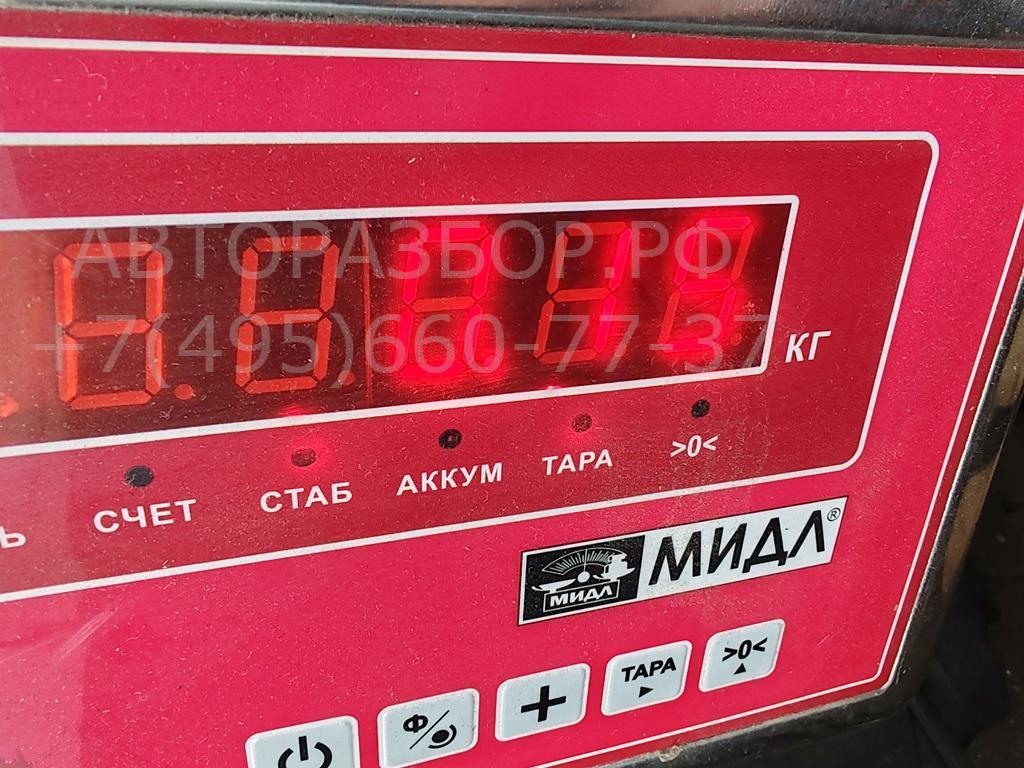 АВТОРАЗБОР.РФ
+7(495)660-77-37
КГ
Ь СЧЕТ СТАБ АККУМ ТАРА >0<
МИДЛ МИДЛ®
Ф + ТАРА >0<